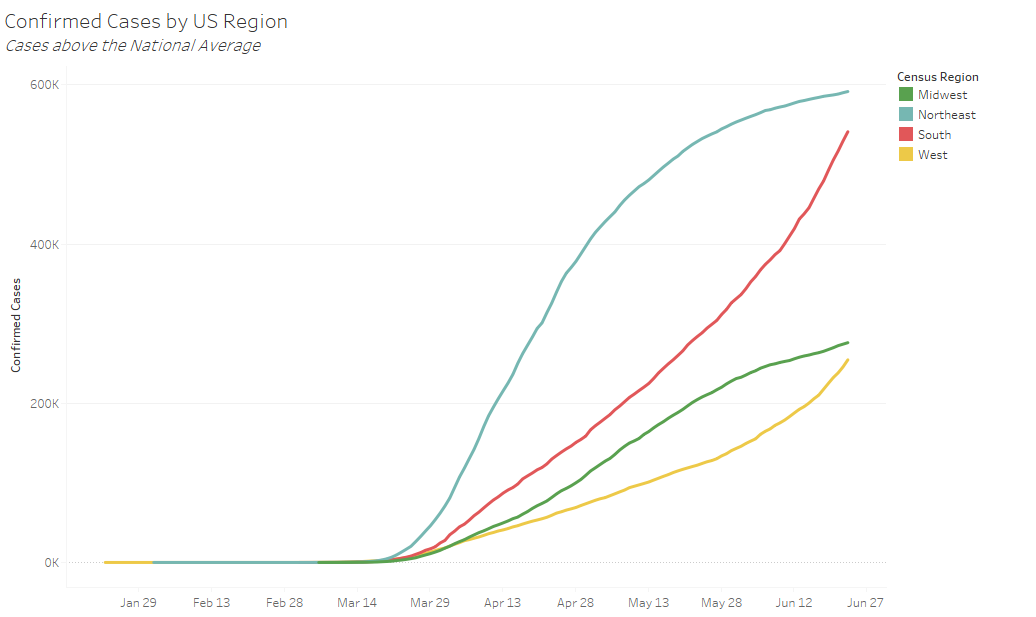 Confirmed Cases by US Region
Cases above the National Average
Census Region
Midwest
Northeast
South
West
Confirmed Cases
600K
400K
200K
0K
Jan 29 Feb 13 Feb 28 Mar 14 Mar 29 Apr 13 Apr 28 May 13 May 28 Jun 12 Jun 27